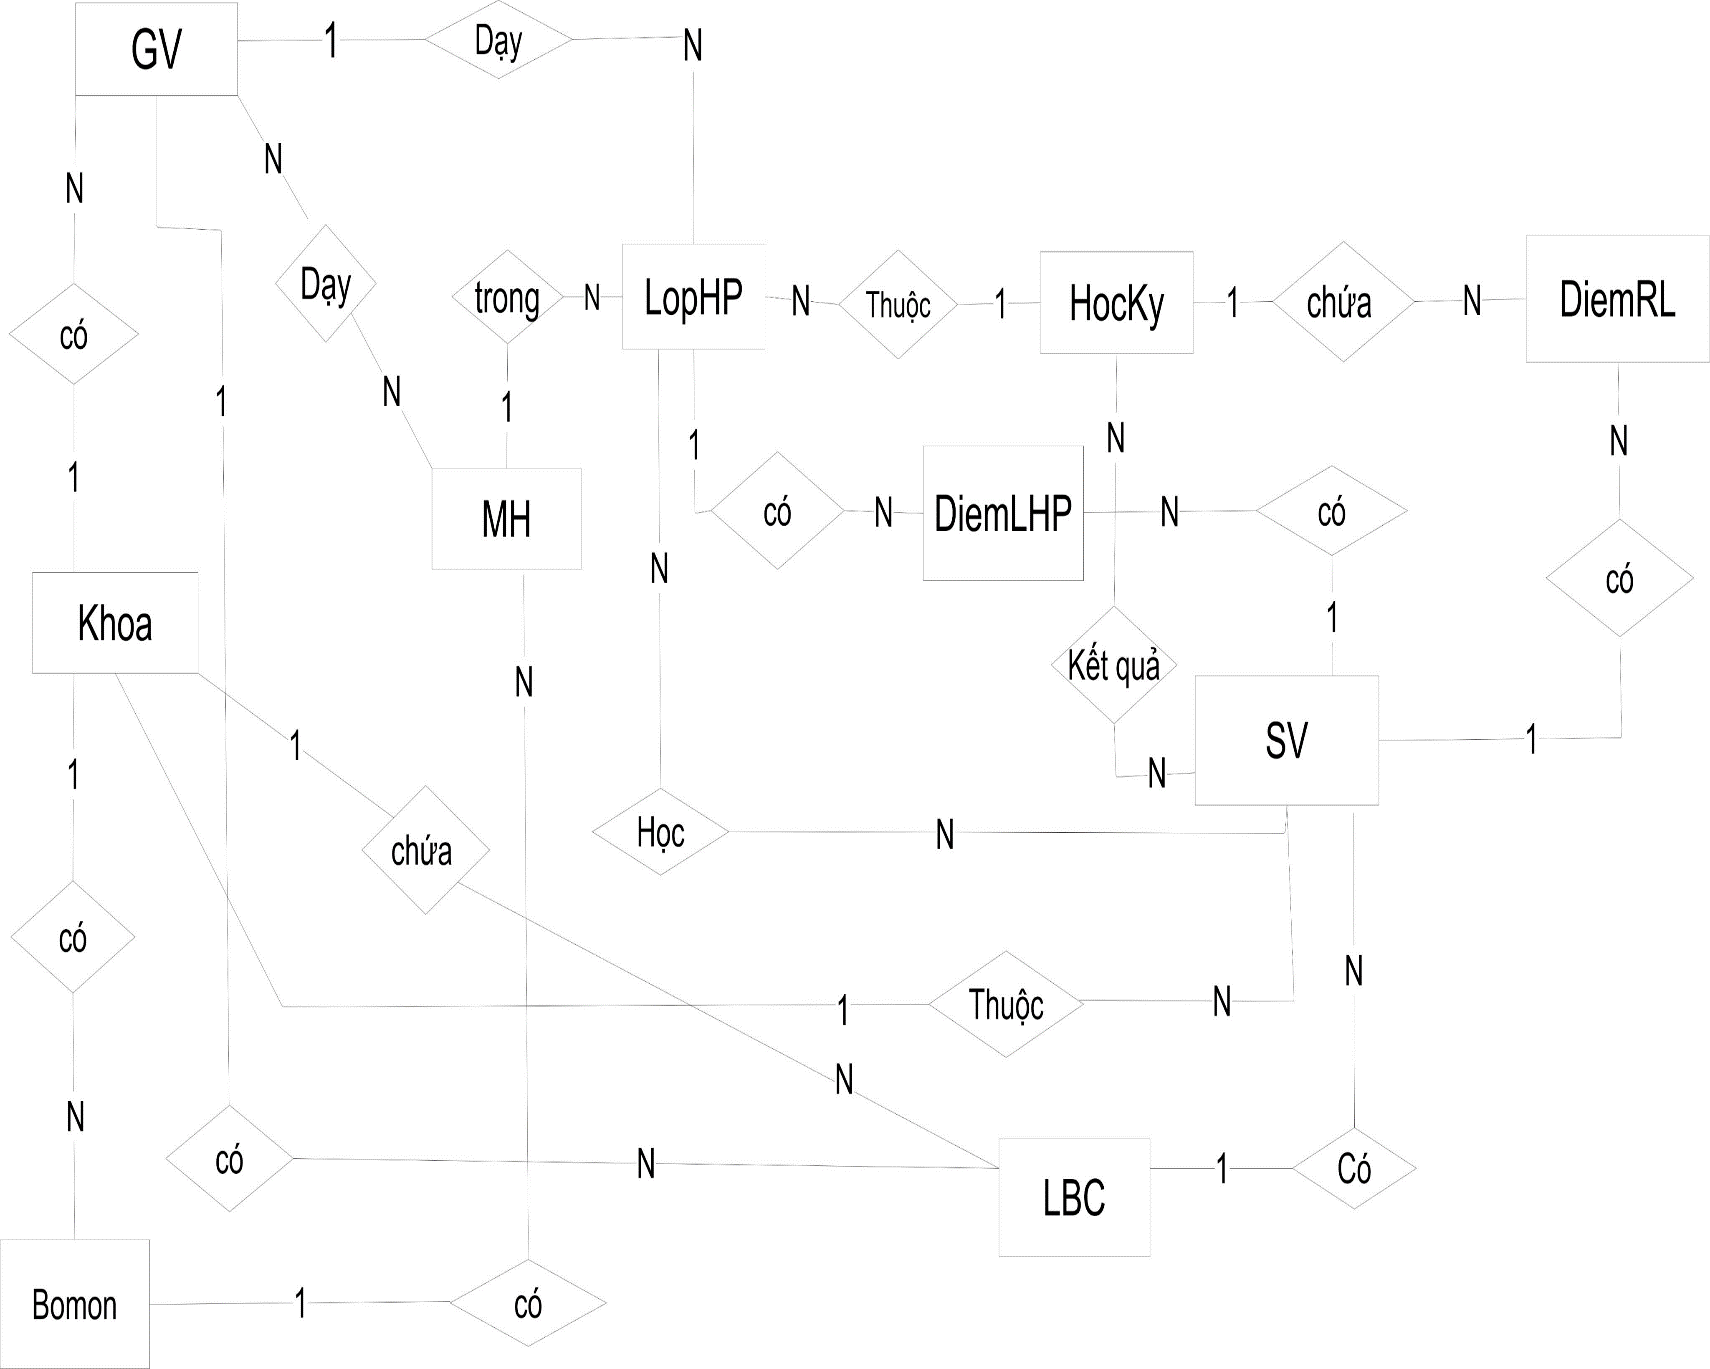 GV
1
Dạy
N
N
N
Dạy
có
trong
N
LopHP
N
Thuộc
1
HocKy
1
chứa
N
DiemRL
1
N
1
1
N
N
1
MH
có
N
DiemLHP
N
có
N
Khoa
N
1
có
N
Kết quả
1
1
SV
1
N
chứa
Học
N
có
1
Thuộc
N
N
N
N
có
N
LBC
1
Có
Bomon
1
có